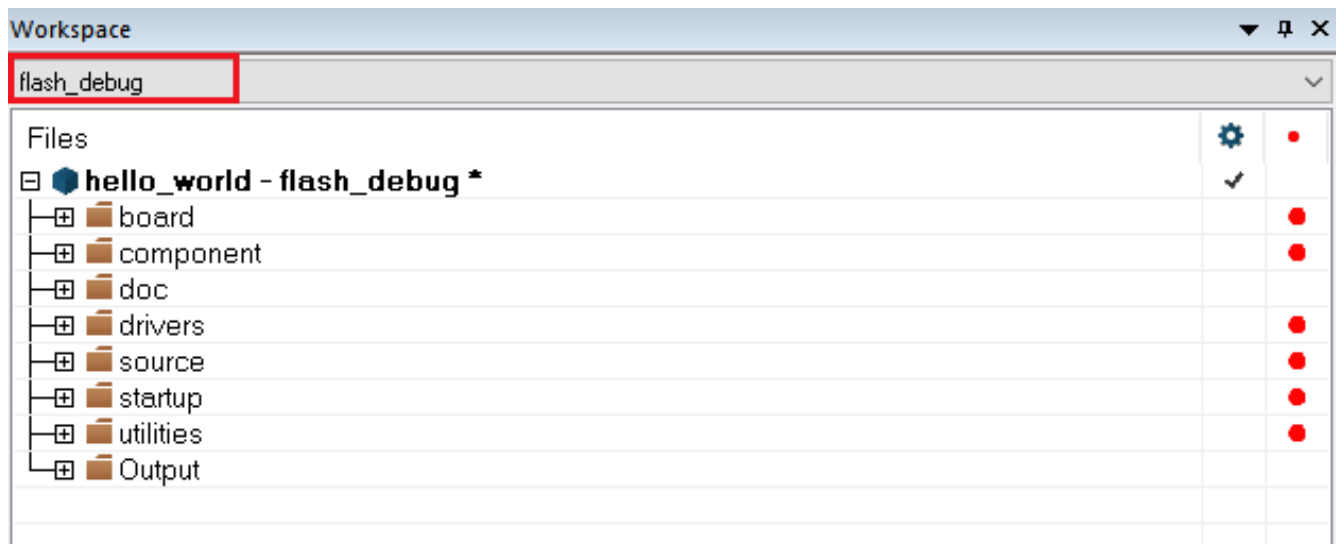 Workspace
flash_debug
Files
hello_world - flash_debug *
board
component
doc
drivers
source
startup
utilities
Output